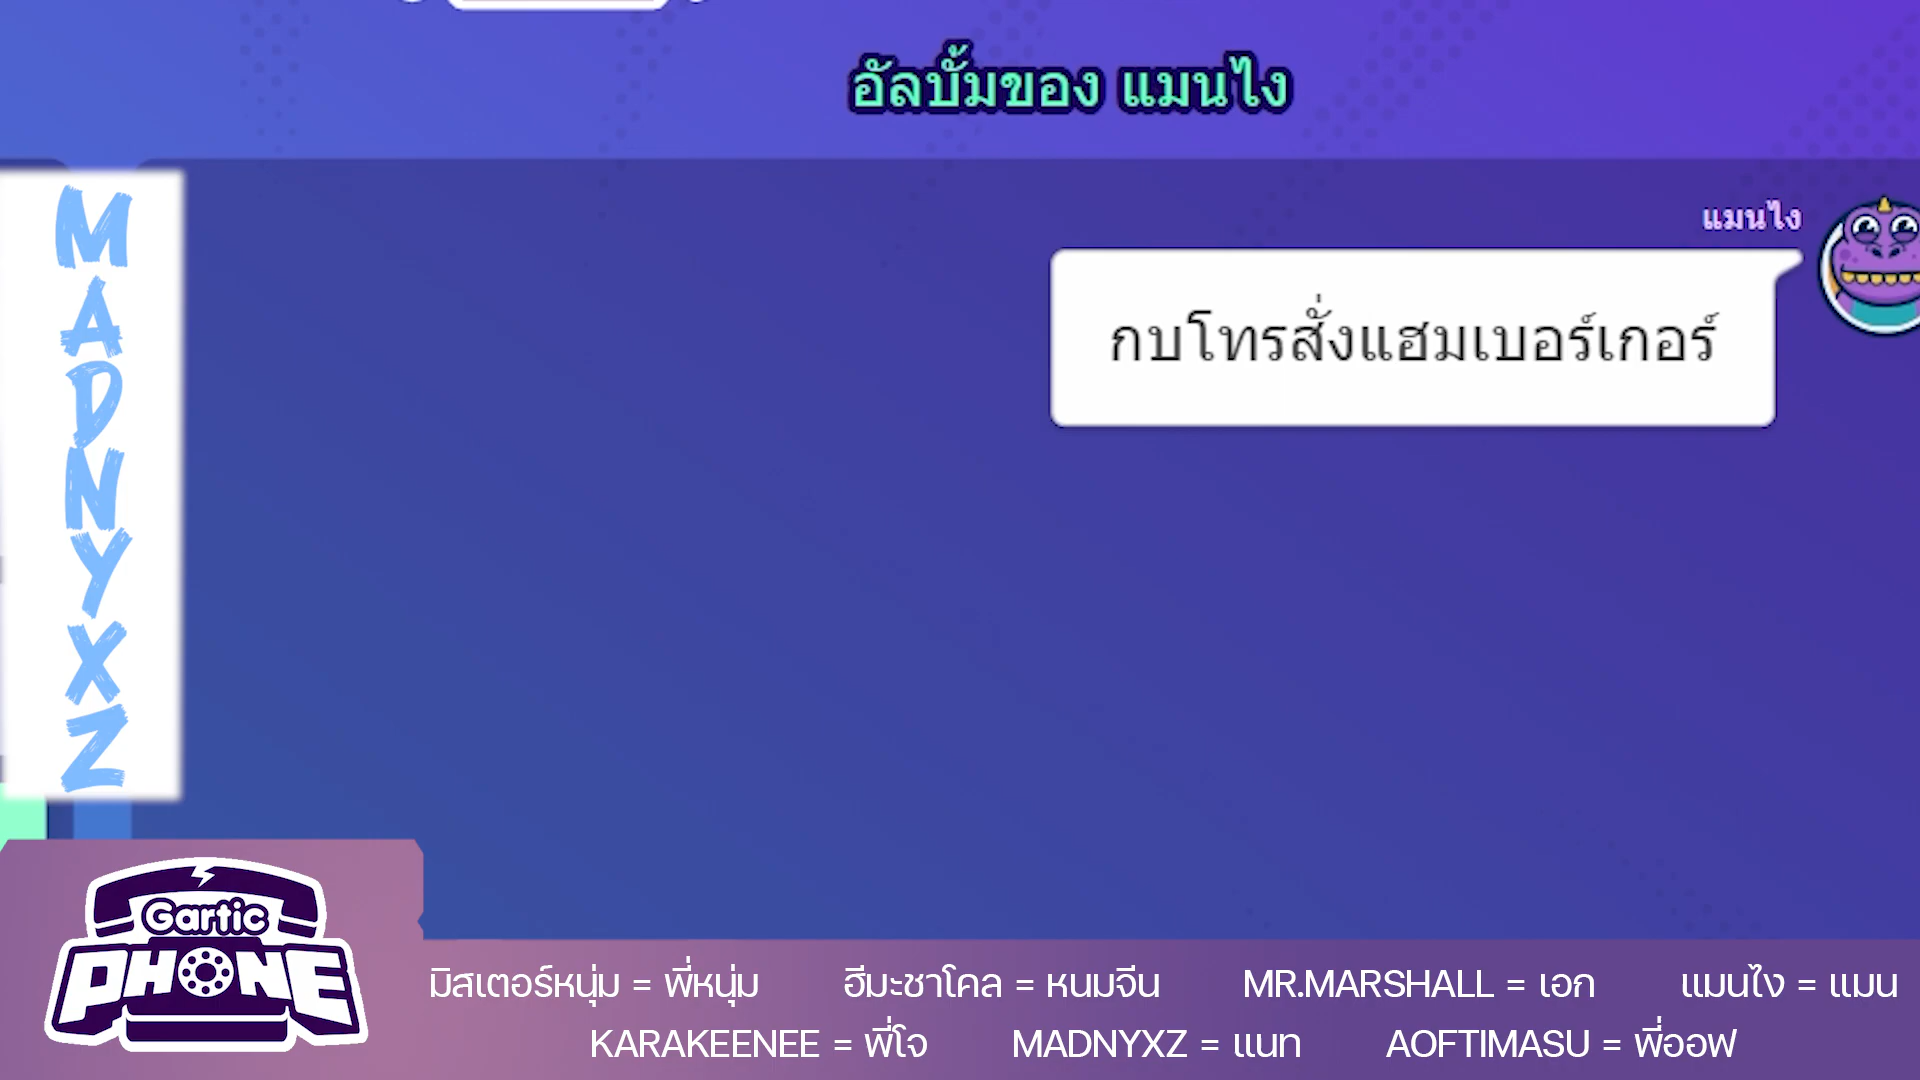 อัลบั้มของ แมนไง
MADNYXZ
แมนไง
กบโทรสั่งแฮมเบอร์เกอร์
Gartic
PHONE
มิสเตอร์หนุ่ม = พี่หนุ่ม ฮีมะชาโคล = หนมจีน MR.MARSHALL = เอก แมนไง = แมน
KARAKEENEE = พี่โจ MADNYXZ = แนท AOFTIMASU = พี่ออฟ